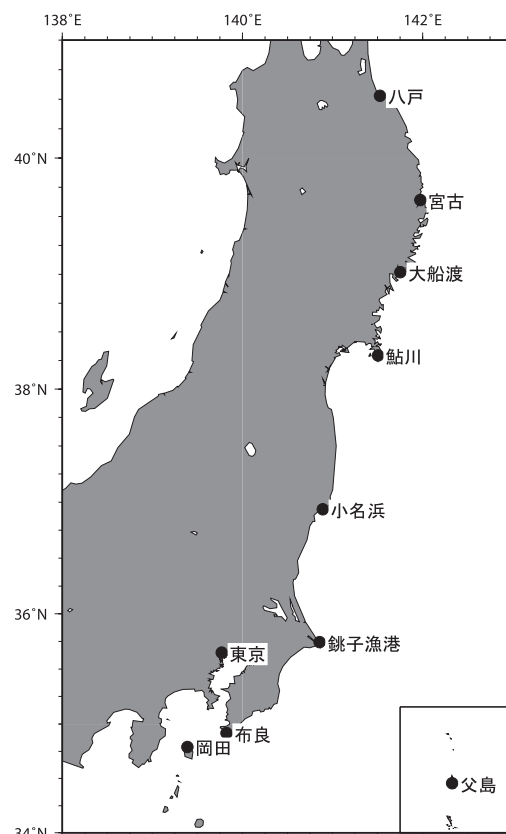 138˚E
140˚E
142˚E
八戸
40˚N
宮古
大船渡
鮎川
38˚N
小名浜
36˚N
銚子漁港
東京
布良
岡田
父島
34˚N